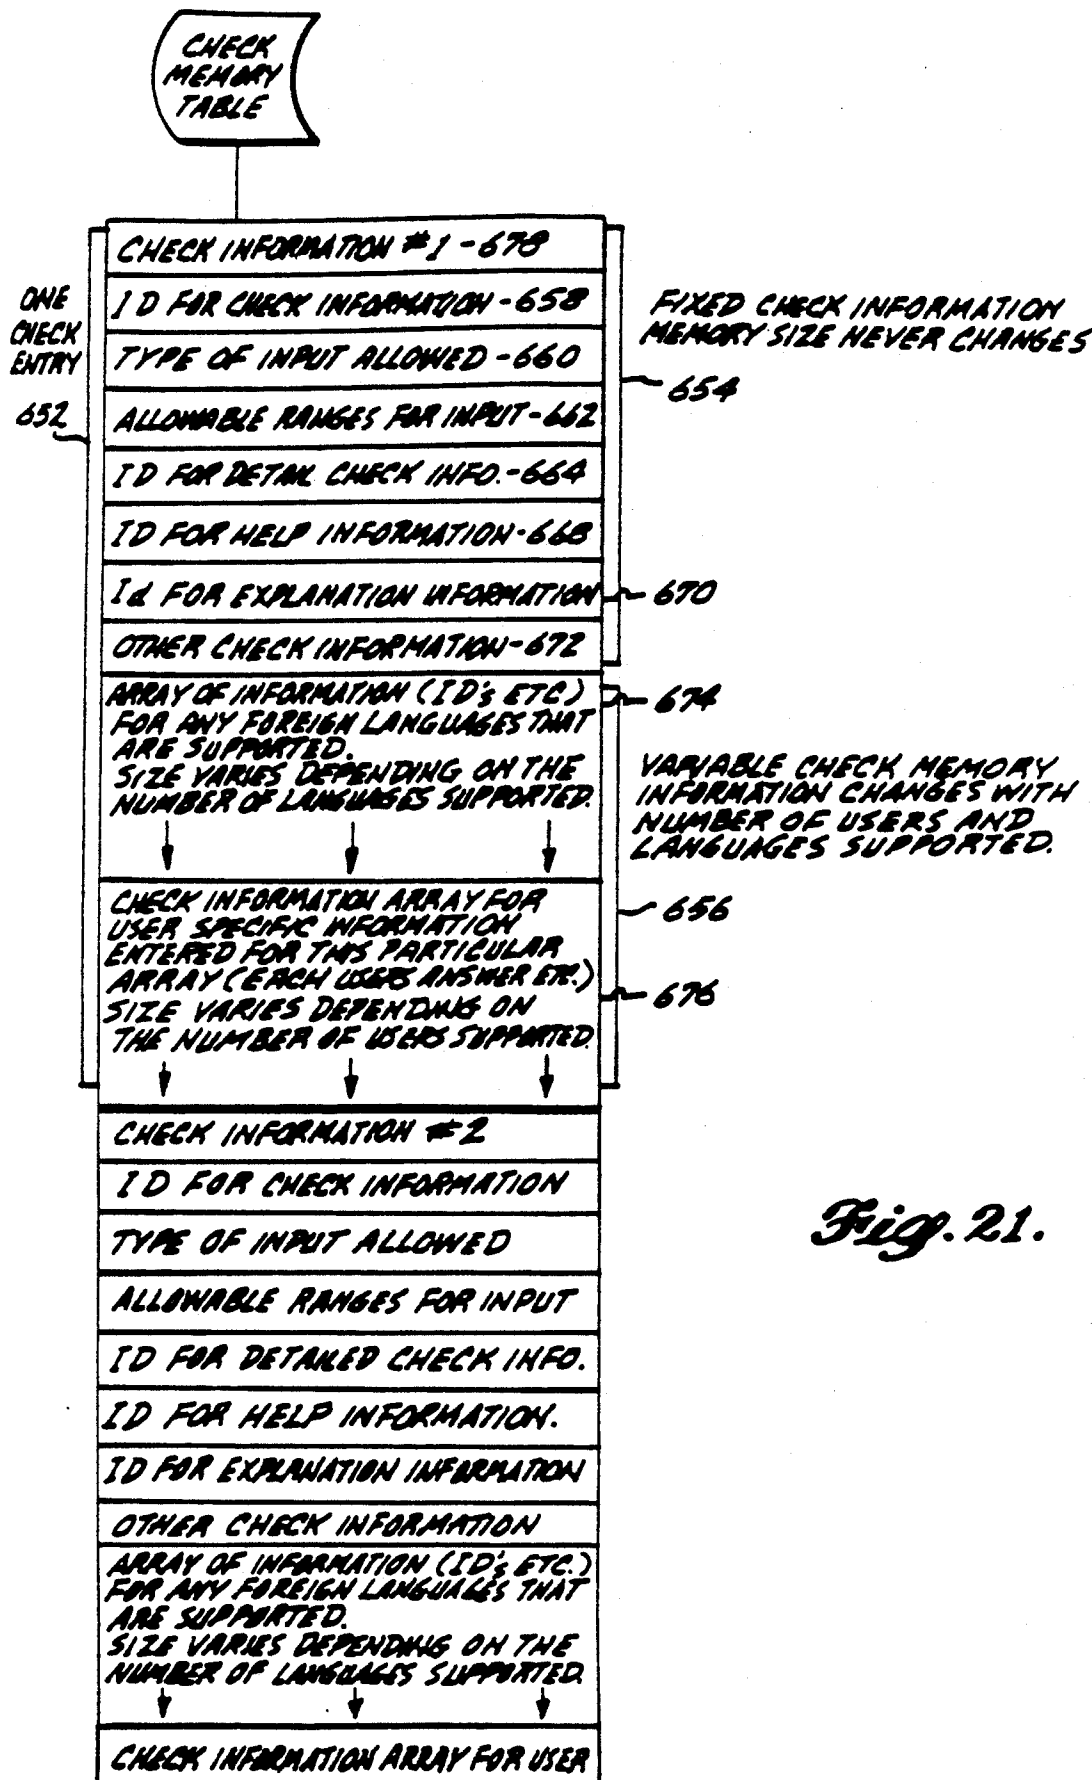 CHECK
MEMORY
TABLE
CHECK INFORMATION #1 - 678
ID FOR CHECK INFORMATION - 658
TYPE OF INPUT ALLOWED - 660
ALLOWABLE RANGES FOR INPUT - 662
ID FOR DETAIL CHECK INFO. - 664
ID FOR HELP INFORMATION - 668
Id FOR EXPLANATION INFORMATION
670
OTHER CHECK INFORMATION - 672
ONE
CHECK
ENTRY
652
FIXED CHECK INFORMATION
MEMORY SIZE NEVER CHANGES
654
ARRAY OF INFORMATION (ID's ETC.)
FOR ANY FOREIGN LANGUAGES THAT
ARE SUPPORTED.
SIZE VARIES DEPENDING ON THE
NUMBER OF LANGUAGES SUPPORTED.
674
VARIABLE CHECK MEMORY
INFORMATION CHANGES WITH
NUMBER OF USERS AND
LANGUAGES SUPPORTED.
656
CHECK INFORMATION ARRAY FOR
USER SPECIFIC INFORMATION
ENTERED FOR THIS PARTICULAR
ARRAY (EACH USERS ANSWER ETC.)
SIZE VARIES DEPENDING ON
THE NUMBER OF USERS SUPPORTED.
676
CHECK INFORMATION #2
ID FOR CHECK INFORMATION
TYPE OF INPUT ALLOWED
ALLOWABLE RANGES FOR INPUT
ID FOR DETAILED CHECK INFO.
ID FOR HELP INFORMATION.
ID FOR EXPLANATION INFORMATION
OTHER CHECK INFORMATION
ARRAY OF INFORMATION (ID's ETC.)
FOR ANY FOREIGN LANGUAGES THAT
ARE SUPPORTED.
SIZE VARIES DEPENDING ON THE
NUMBER OF LANGUAGES SUPPORTED.
CHECK INFORMATION ARRAY FOR USER
Fig. 21.